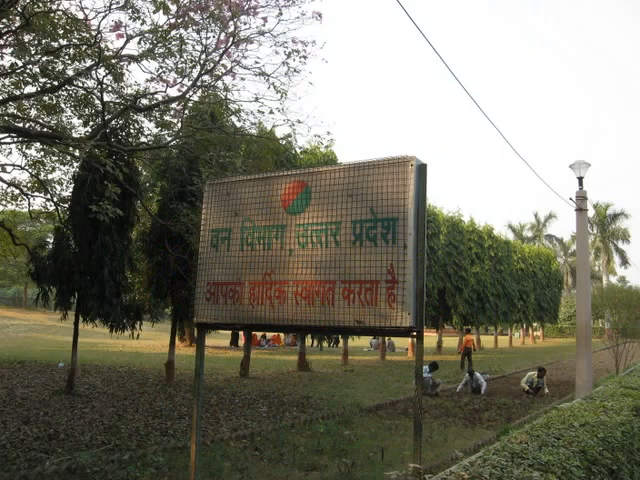 वन विभाग, उत्तर प्रदेश
आपका हार्दिक स्वागत करता है